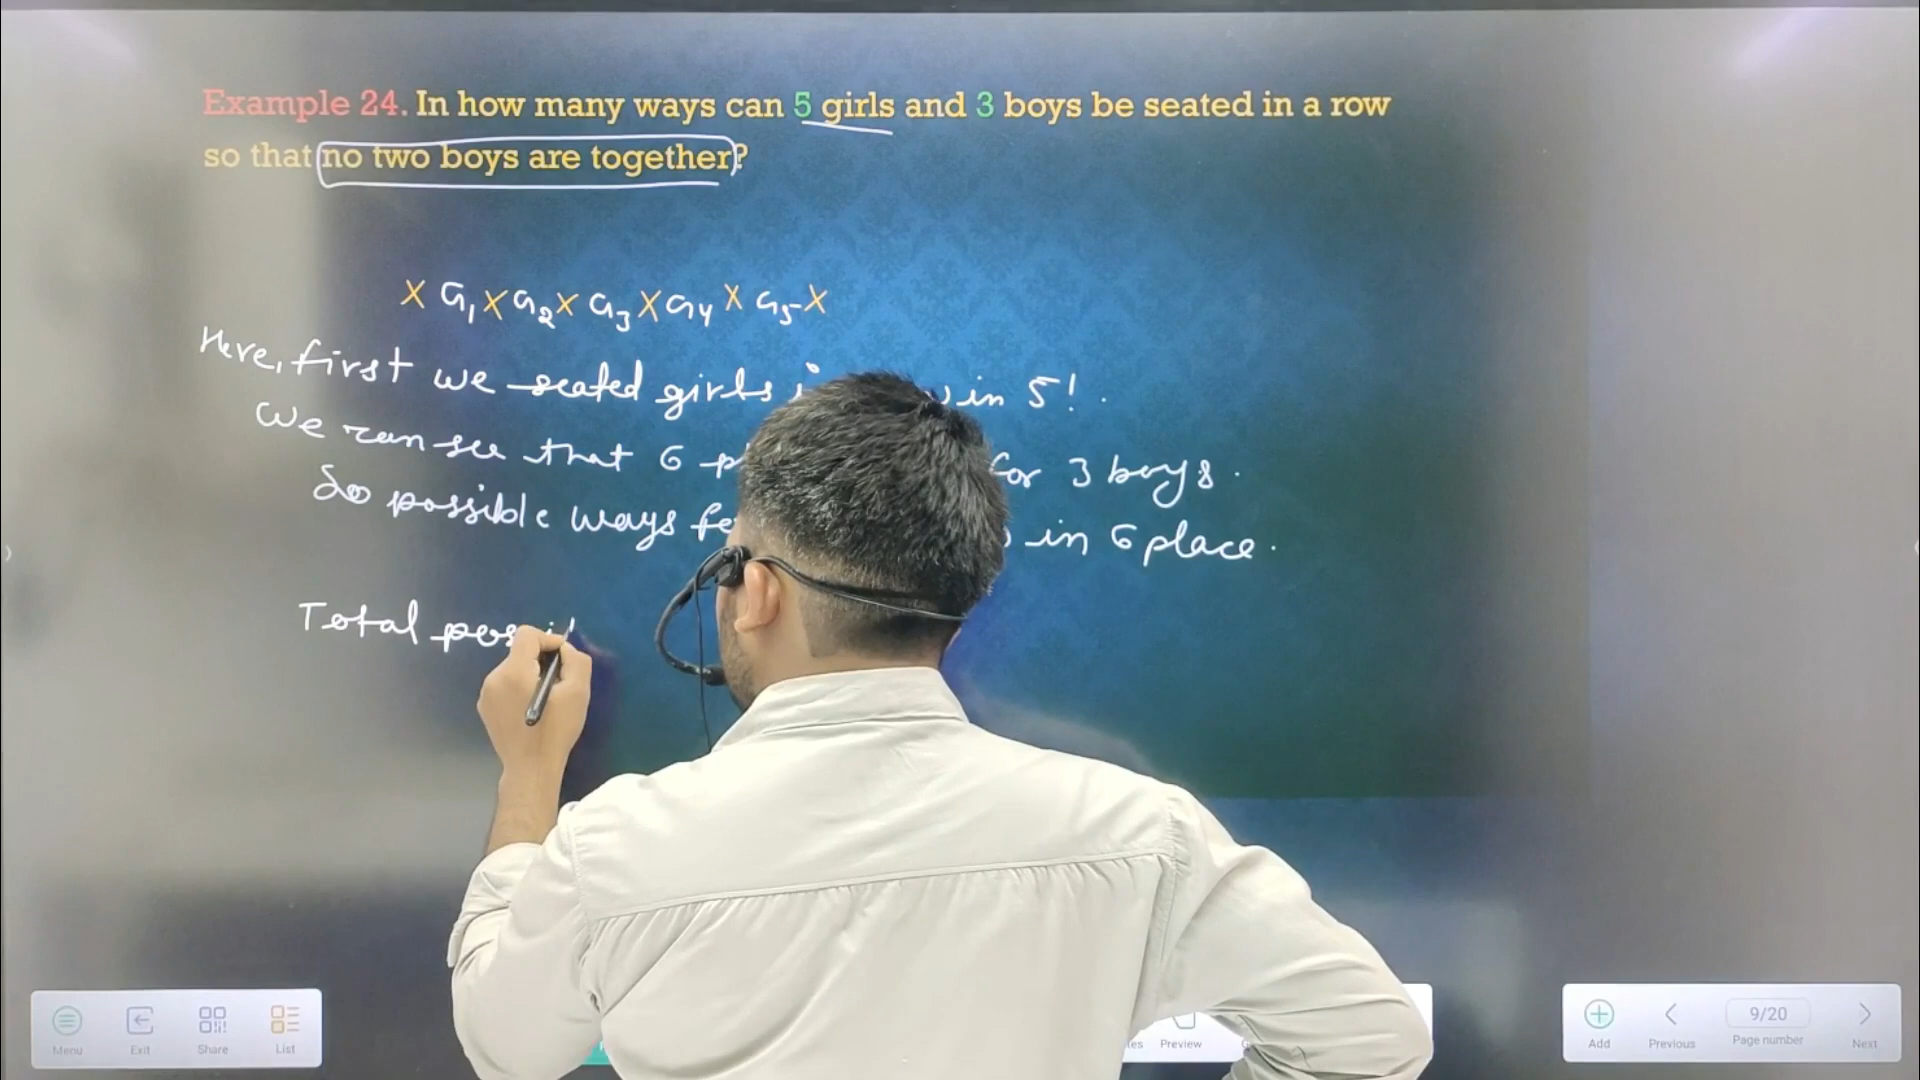 Example 24. In how many ways can 5 girls and 3 boys be seated in a row
so that no two boys are together?
X G1 X G2 X G3 X G4 X G5 X
Here, first we seated girls in 5!.
We can see that 6 for 3 boys.
So possible ways in 6 place.
Total
Menu Exit Share List
Preview
Add Previous 9/20 Page number Next